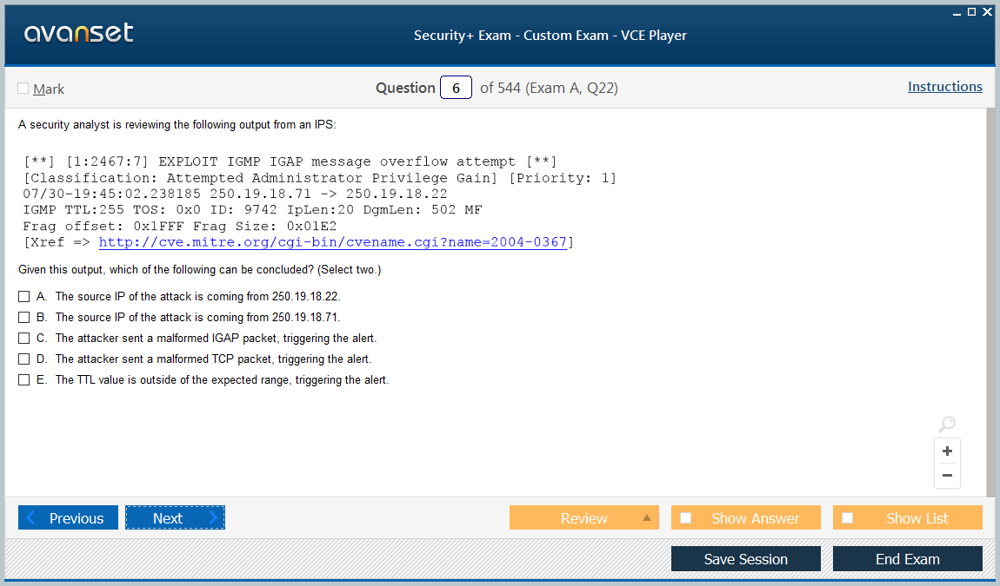 avanset
Security+ Exam - Custom Exam - VCE Player
Mark
Question 6 of 544 (Exam A, Q22)
Instructions
A security analyst is reviewing the following output from an IPS:
[**] [1:2467:7] EXPLOIT IGMP IGAP message overflow attempt [**]
[Classification: Attempted Administrator Privilege Gain] [Priority: 1]
07/30-19:45:02.238185 250.19.18.71 -> 250.19.18.22
IGMP TTL:255 TOS: 0x0 ID: 9742 IpLen:20 DgmLen: 502 MF
Frag offset: 0x1FFF Frag Size: 0x01E2
[Xref => http://cve.mitre.org/cgi-bin/cvename.cgi?name=2004-0367]
Given this output, which of the following can be concluded? (Select two.)
A. The source IP of the attack is coming from 250.19.18.22.
B. The source IP of the attack is coming from 250.19.18.71.
C. The attacker sent a malformed IGAP packet, triggering the alert.
D. The attacker sent a malformed TCP packet, triggering the alert.
E. The TTL value is outside of the expected range, triggering the alert.
Previous
Next
Review
Show Answer
Show List
Save Session
End Exam